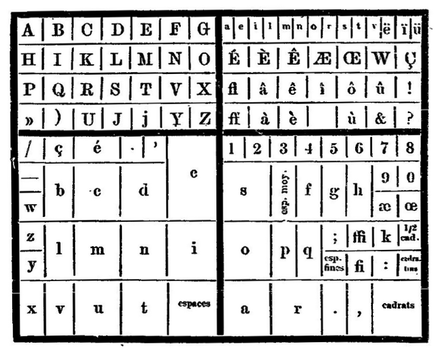 A B C D E F G
H I K L M N O
P Q R S T V X
» ) U J j Y Z
a e i l m n o r s t v ë ï ü
É È Ê Æ Œ W Ç
fl â ê î ô û !
ff à è ù & ?
/ ç é . ’
b c d e
w
z l m n i
y
x v u t espaces
1 2 3 4 5 6 7 8
s esp. moy. f g h 9 0
æ œ
o p q ; ffi k 1/2 cad.
esp. fines fi : cadratins
a r . , cadrats